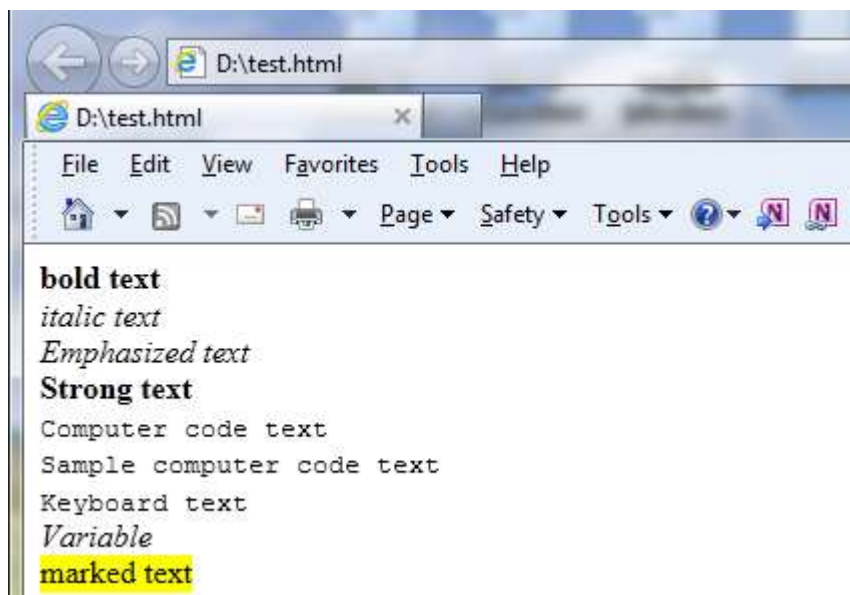 D:\test.html
D:\test.html
File Edit View Favorites Tools Help
Page Safety Tools
bold text
italic text
Emphasized text
Strong text
Computer code text
Sample computer code text
Keyboard text
Variable
marked text